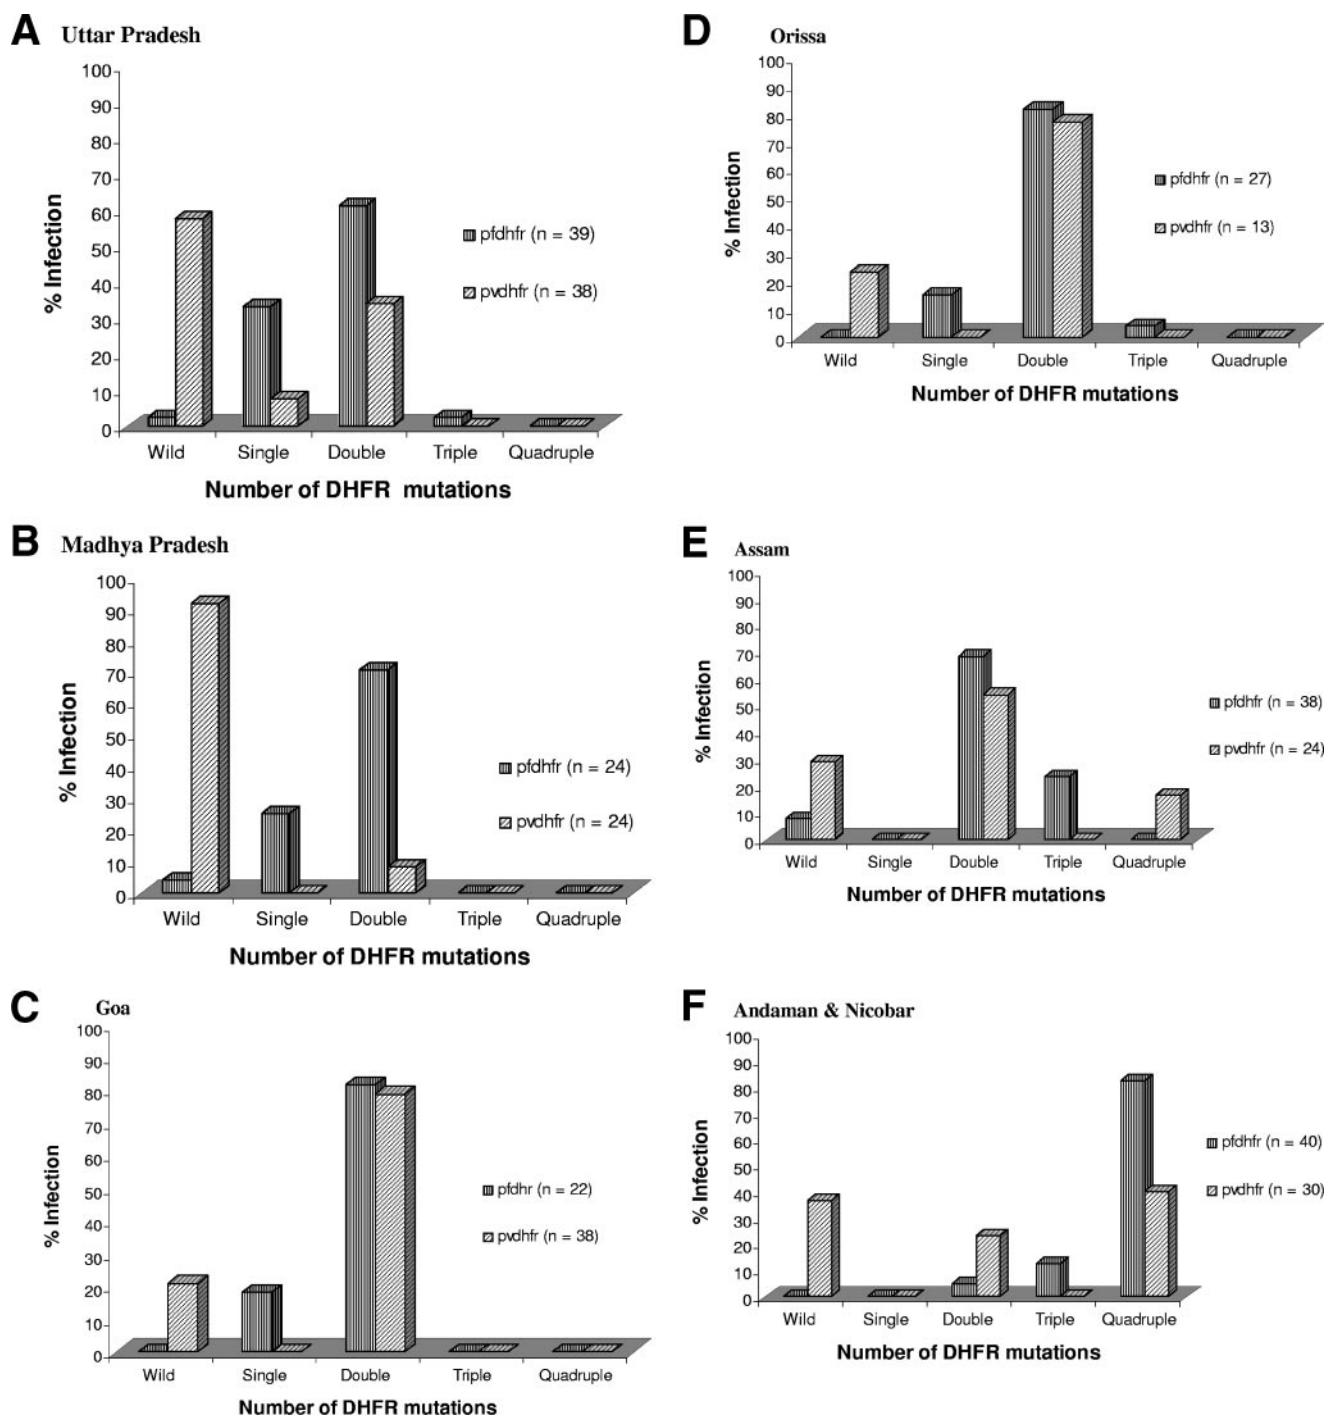 A Uttar Pradesh
100
90
80
70
60
50
40
30
20
10
0
% Infection
pfdhfr (n = 39)
pvdhfr (n = 38)
Wild Single Double Triple Quadruple
Number of DHFR mutations
B Madhya Pradesh
100
90
80
70
60
50
40
30
20
10
0
% Infection
pfdhfr (n = 24)
pvdhfr (n = 24)
Wild Single Double Triple Quadruple
Number of DHFR mutations
C Goa
100
90
80
70
60
50
40
30
20
10
0
% Infection
pfdhr (n = 22)
pvdhfr (n = 38)
Wild Single Double Triple Quadruple
Number of DHFR mutations
D Orissa
100
90
80
70
60
50
40
30
20
10
0
% Infection
pfdhfr (n = 27)
pvdhfr (n = 13)
Wild Single Double Triple Quadruple
Number of DHFR mutations
E Assam
100
90
80
70
60
50
40
30
20
10
0
% Infection
pfdhfr (n = 38)
pvdhfr (n = 24)
Wild Single Double Triple Quadruple
Number of DHFR mutations
F Andaman & Nicobar
100
90
80
70
60
50
40
30
20
10
0
% Infection
pfdhfr (n = 40)
pvdhfr (n = 30)
Wild Single Double Triple Quadruple
Number of DHFR mutations